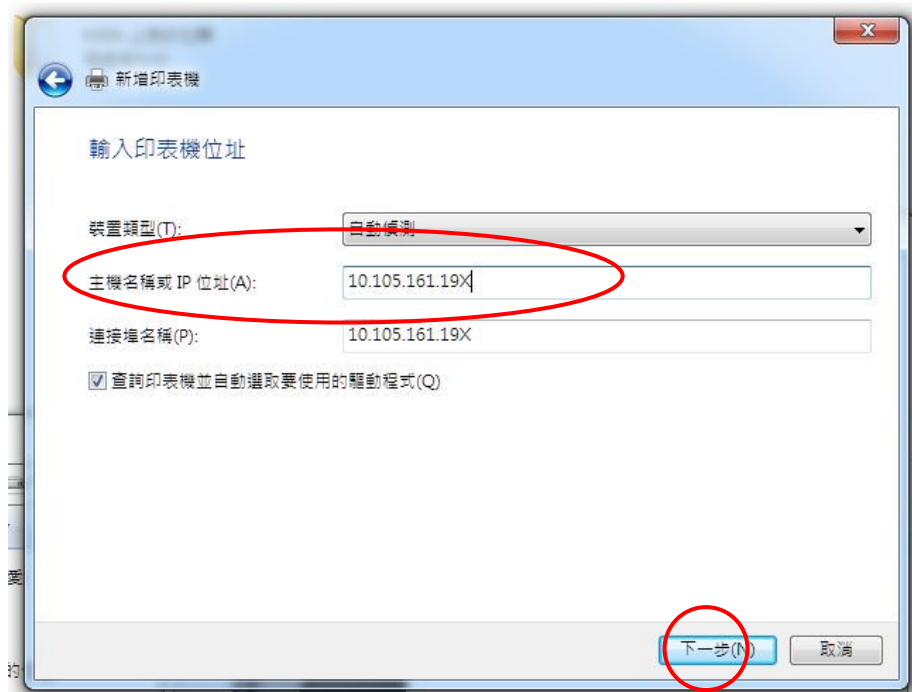 新增印表機
輸入印表機位址
裝置類型(T):
自動偵測
主機名稱或 IP 位址(A):
10.105.161.19X
連接埠名稱(P):
10.105.161.19X
查詢印表機並自動選取要使用的驅動程式(Q)
愛
下一步(N)
取消
的